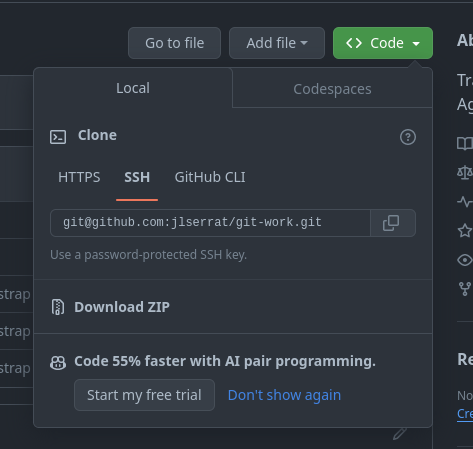 Go to file Add file Code
Local Codespaces
Clone
HTTPS SSH GitHub CLI
git@github.com:jlserrat/git-work.git
Use a password-protected SSH key.
Download ZIP
Code 55% faster with AI pair programming.
Start my free trial Don't show again
Ab
Tr
Ag
strap
strap
strap
Re
No
Cre